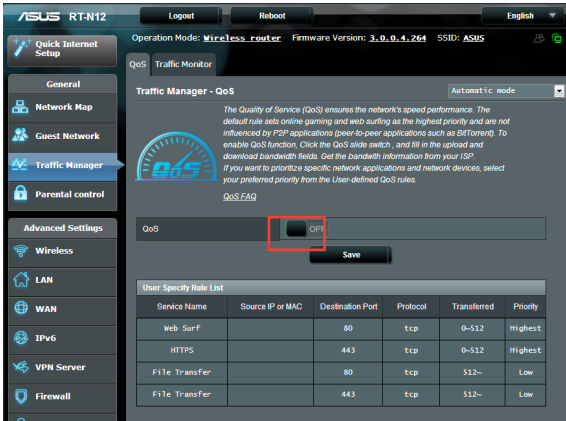 ASUS RT-N12 Logout Reboot English
Quick Internet Setup
Operation Mode: Wireless router Firmware Version: 3.0.0.4.264 SSID: ASUS
QoS Traffic Monitor
General
Network Map
Guest Network
Traffic Manager
Parental control
Advanced Settings
Wireless
LAN
WAN
IPv6
VPN Server
Firewall
Traffic Manager - QoS Automatic mode
The Quality of Service (QoS) ensures the network's speed performance. The
default rule sets online gaming and web surfing as the highest priority and are not
influenced by P2P applications (peer-to-peer applications such as BitTorrent). To
enable QoS function, Click the QoS slide switch , and fill in the upload and
download bandwidth fields. Get the bandwith information from your ISP.
If you want to prioritize specific network applications and network devices, select
your preferred priority from the User-defined QoS rules.
QoS
QoS FAQ
QoS OFF
Save
User Specify Rule List
Service Name Source IP or MAC Destination Port Protocol Transferred Priority
Web Surf 80 tcp 0~512 Highest
HTTPS 443 tcp 0~512 Highest
File Transfer 80 tcp 512~ Low
File Transfer 443 tcp 512~ Low